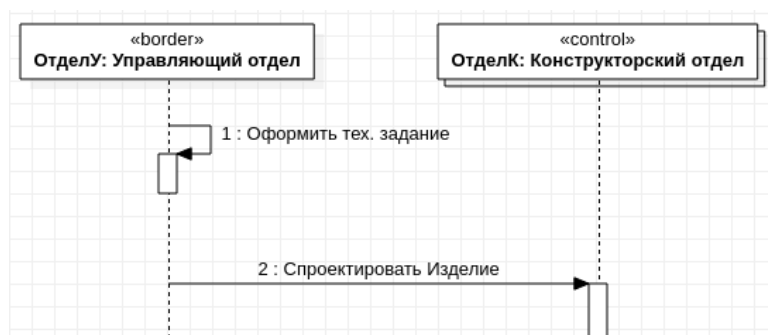 «border»
ОтделУ: Управляющий отдел
«control»
ОтделК: Конструкторский отдел
1 : Оформить тех. задание
2 : Спроектировать Изделие